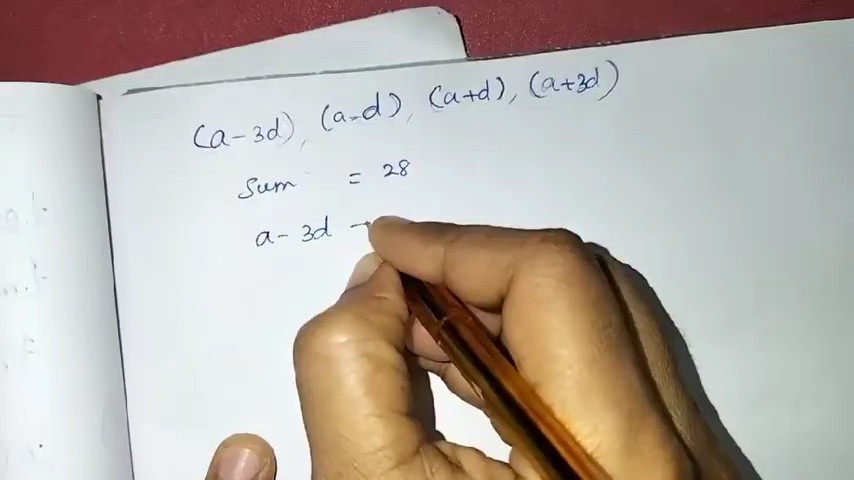 (a-3d), (a-d), (a+d), (a+3d)
Sum = 28
a-3d